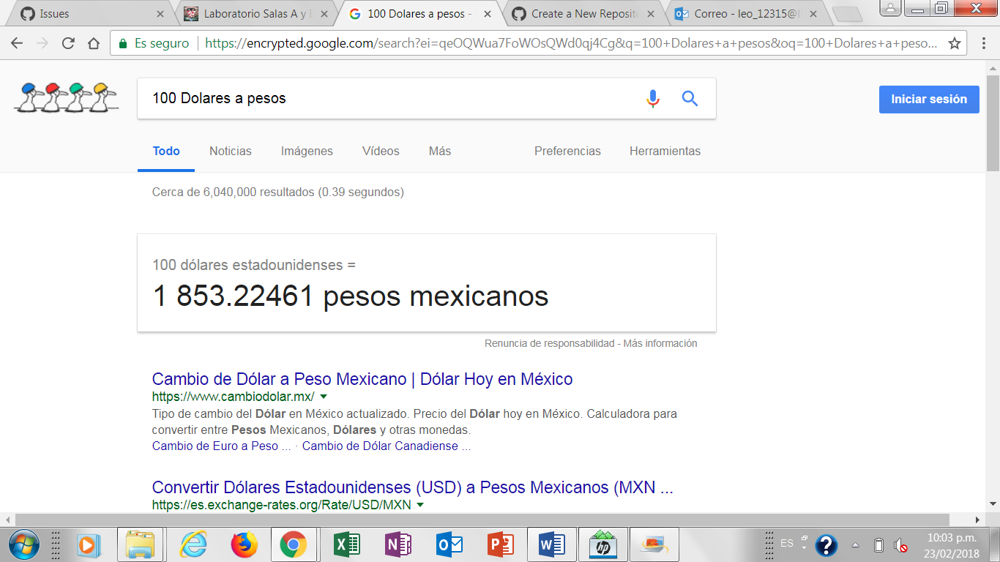 Issues
Laboratorio Salas A y
100 Dolares a pesos -
Create a New Reposito
Correo - leo_12315@
Es seguro
https://encrypted.google.com/search?ei=qeOQWua7FoWOsQWd0qj4Cg&q=100+Dolares+a+pesos&oq=100+Dolares+a+peso...
100 Dolares a pesos
Iniciar sesión
Todo Noticias Imágenes Vídeos Más Preferencias Herramientas
Cerca de 6,040,000 resultados (0.39 segundos)
100 dólares estadounidenses =
1 853.22461 pesos mexicanos
Renuncia de responsabilidad - Más información
Cambio de Dólar a Peso Mexicano | Dólar Hoy en México
https://www.cambiodolar.mx/
Tipo de cambio del Dólar en México actualizado. Precio del Dólar hoy en México. Calculadora para
convertir entre Pesos Mexicanos, Dólares y otras monedas.
Cambio de Euro a Peso ... · Cambio de Dólar Canadiense ...
Convertir Dólares Estadounidenses (USD) a Pesos Mexicanos (MXN ...
https://es.exchange-rates.org/Rate/USD/MXN
ES
10:03 p.m.
23/02/2018